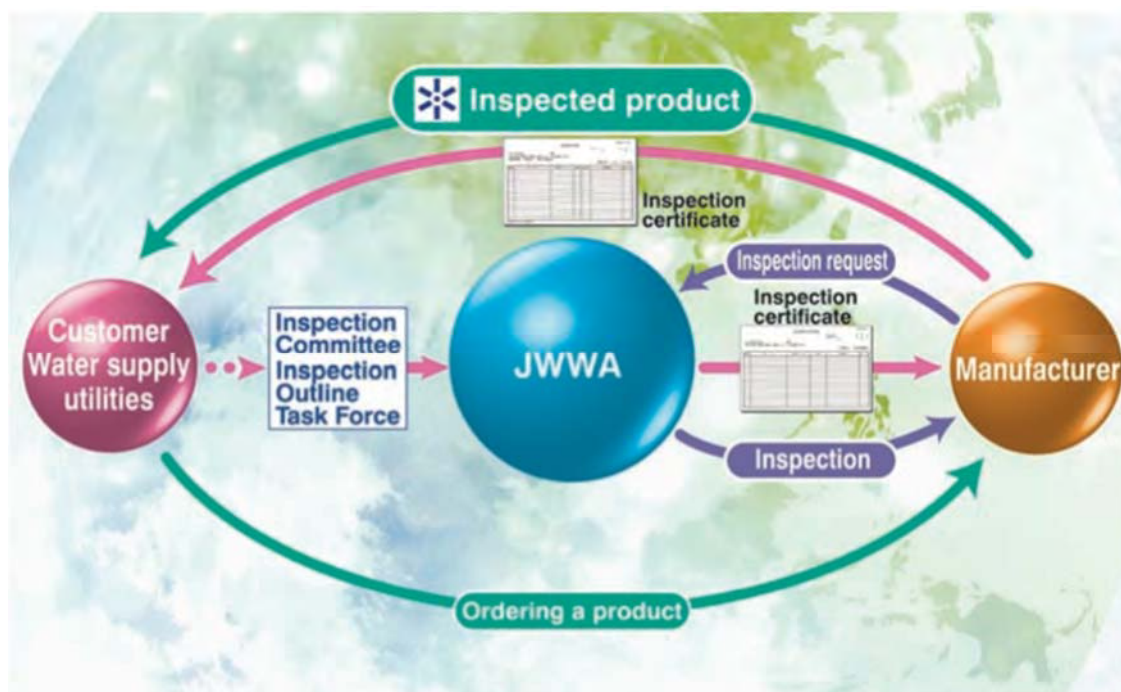 Inspected product
Inspection
certificate
Inspection request
Inspection
certificate
Customer
Water supply
utilities
Inspection
Committee
Inspection
Outline
Task Force
JWWA
Manufacturer
Inspection
Ordering a product